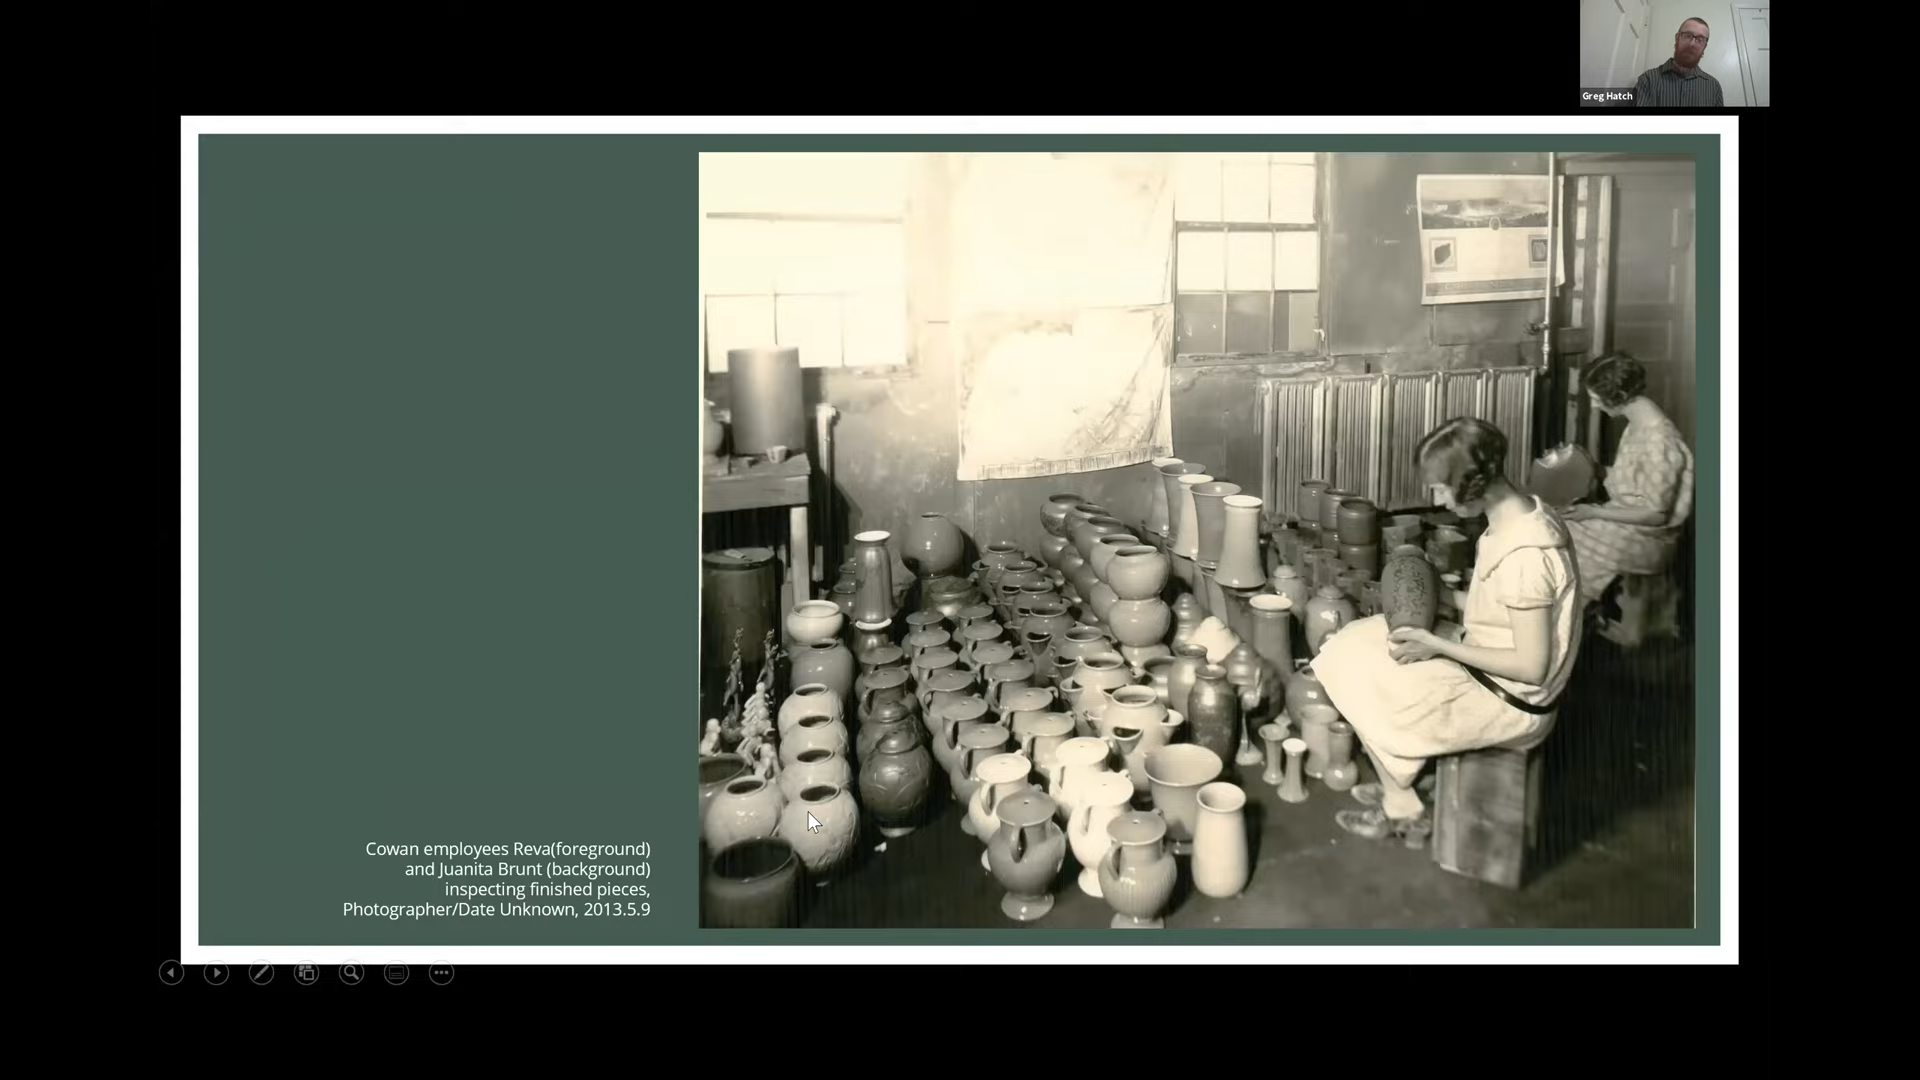 Greg Hatch
Cowan employees Reva(foreground)
and Juanita Brunt (background)
inspecting finished pieces,
Photographer/Date Unknown, 2013.5.9